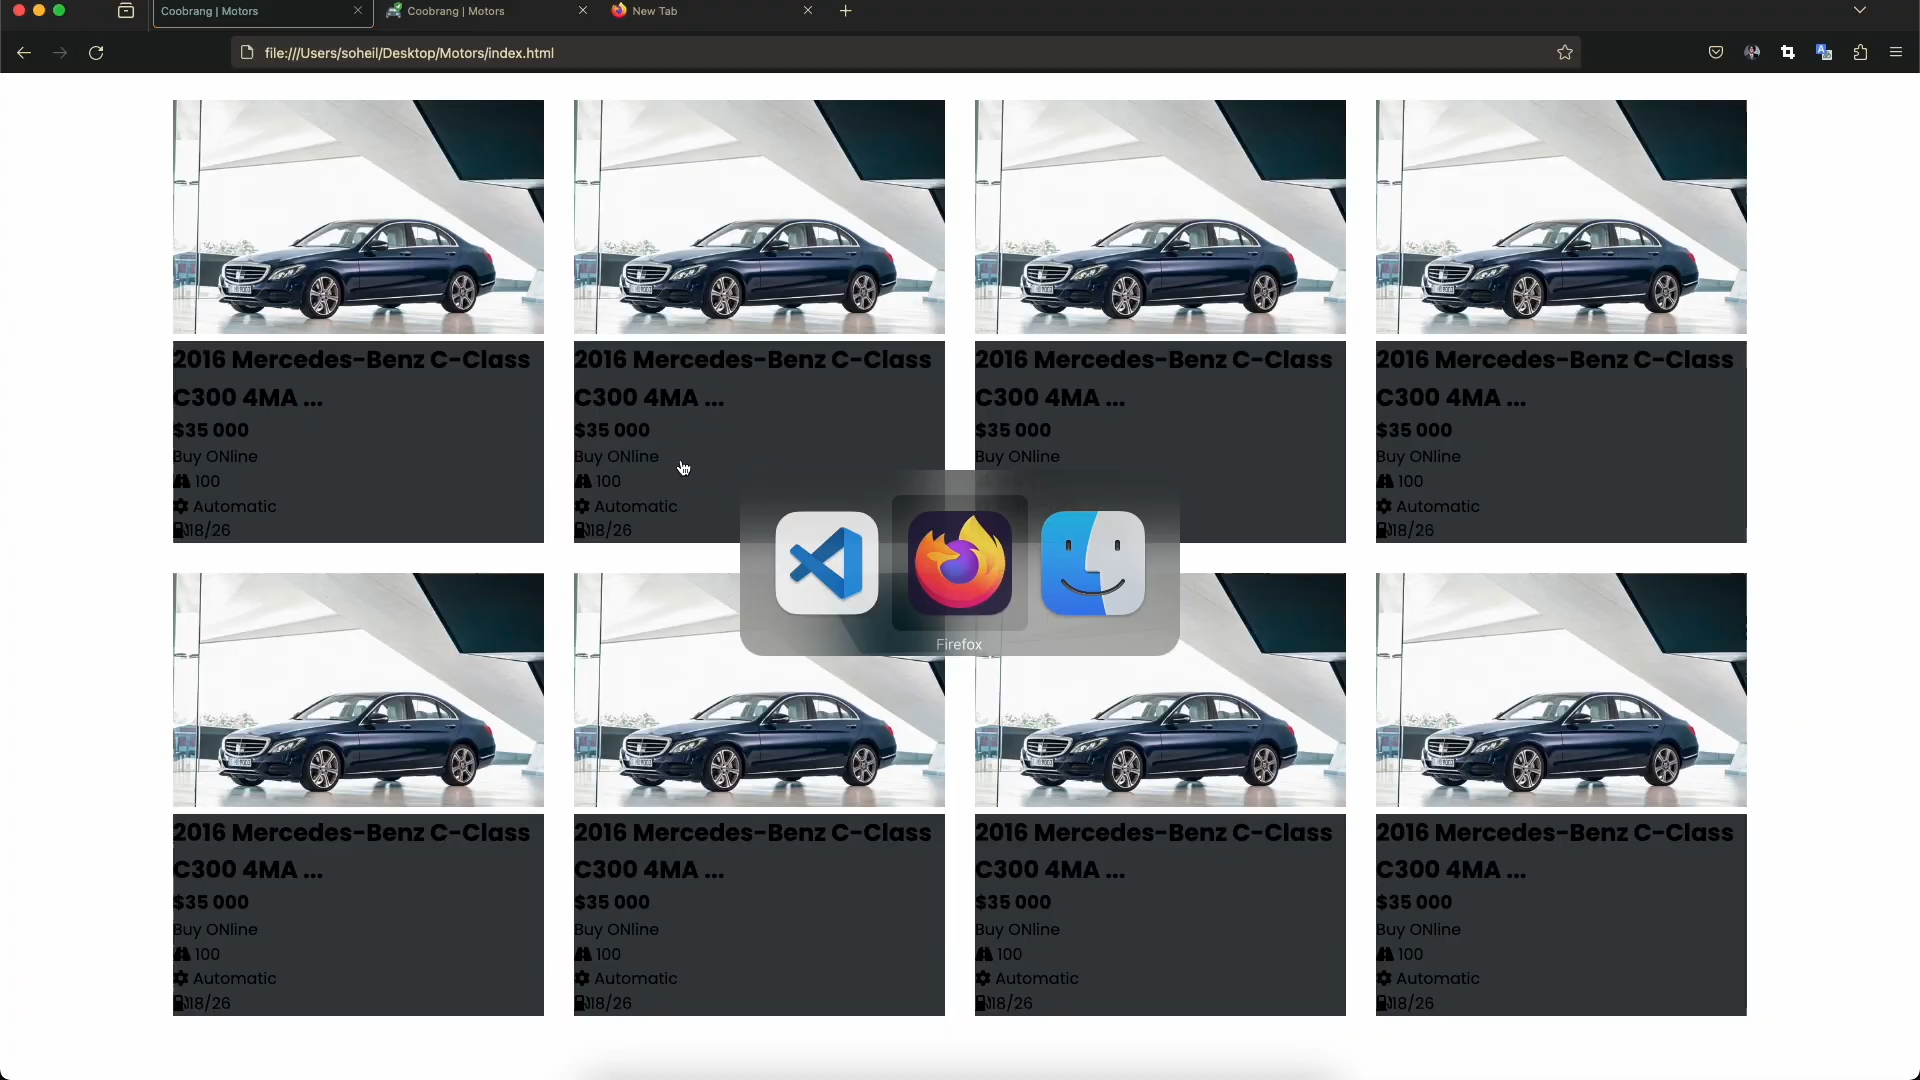 Coobrang | Motors
Coobrang | Motors
New Tab
file:///Users/soheil/Desktop/Motors/index.html
2016 Mercedes-Benz C-Class
C300 4MA ...
$35 000
Buy ONline
100
Automatic
18/26
2016 Mercedes-Benz C-Class
C300 4MA ...
$35 000
Buy ONline
100
Automatic
18/26
2016 Mercedes-Benz C-Class
C300 4MA ...
$35 000
Buy ONline
2016 Mercedes-Benz C-Class
C300 4MA ...
$35 000
Buy ONline
100
Automatic
18/26
Firefox
2016 Mercedes-Benz C-Class
C300 4MA ...
$35 000
Buy ONline
100
Automatic
18/26
2016 Mercedes-Benz C-Class
C300 4MA ...
$35 000
Buy ONline
100
Automatic
18/26
2016 Mercedes-Benz C-Class
C300 4MA ...
$35 000
Buy ONline
100
Automatic
18/26
2016 Mercedes-Benz C-Class
C300 4MA ...
$35 000
Buy ONline
100
Automatic
18/26